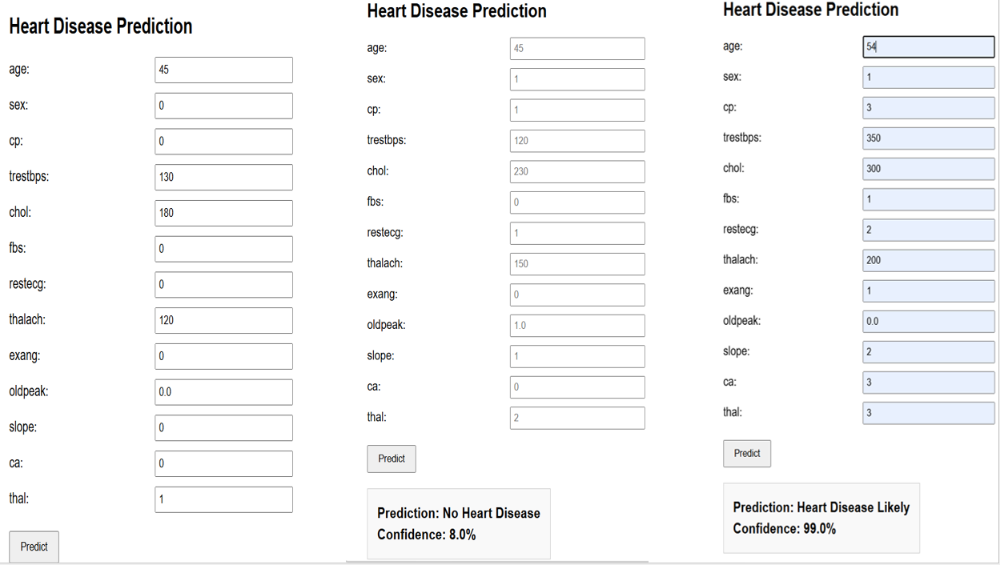 Heart Disease Prediction
age: 45
sex: 0
cp: 0
trestbps: 130
chol: 180
fbs: 0
restecg: 0
thalach: 120
exang: 0
oldpeak: 0.0
slope: 0
ca: 0
thal: 1
Predict
Heart Disease Prediction
age: 45
sex: 1
cp: 1
trestbps: 120
chol: 230
fbs: 0
restecg: 1
thalach: 150
exang: 0
oldpeak: 1.0
slope: 1
ca: 0
thal: 2
Predict
Prediction: No Heart Disease
Confidence: 8.0%
Heart Disease Prediction
age: 54
sex: 1
cp: 3
trestbps: 350
chol: 300
fbs: 1
restecg: 2
thalach: 200
exang: 1
oldpeak: 0.0
slope: 2
ca: 3
thal: 3
Predict
Prediction: Heart Disease Likely
Confidence: 99.0%